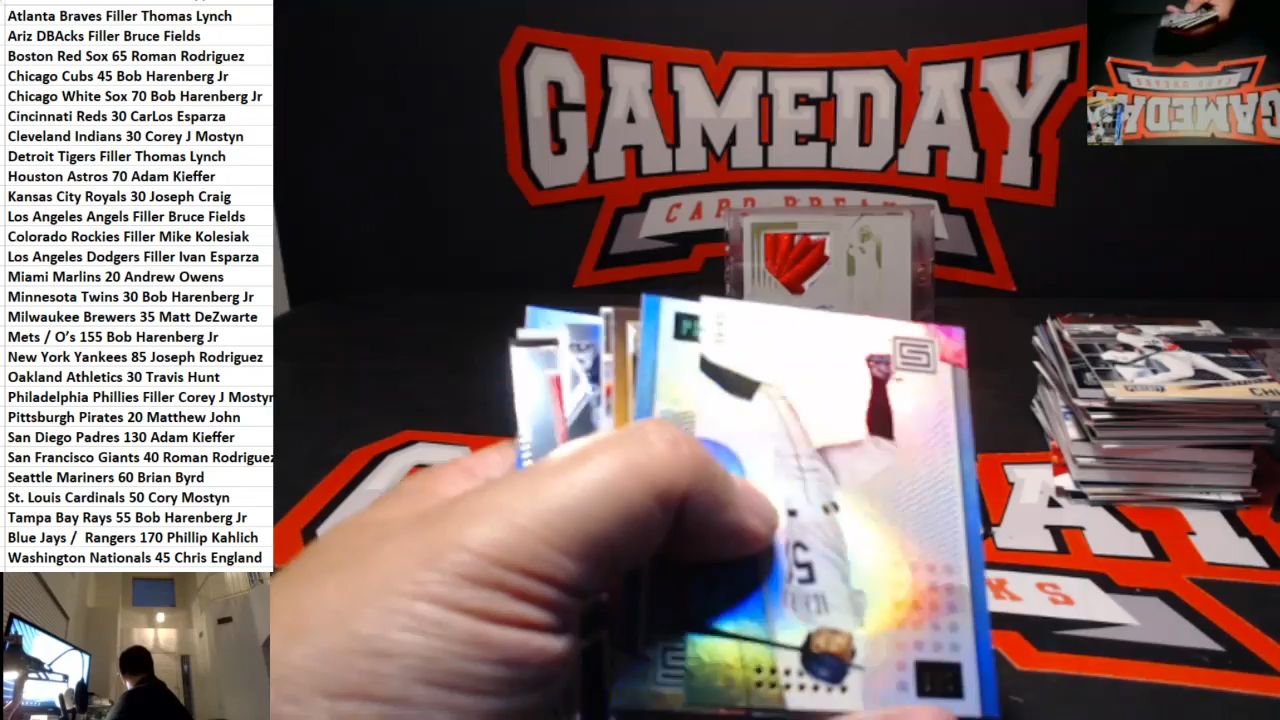 Atlanta Braves Filler Thomas Lynch
Ariz DBAcks Filler Bruce Fields
Boston Red Sox 65 Roman Rodriguez
Chicago Cubs 45 Bob Harenberg Jr
Chicago White Sox 70 Bob Harenberg Jr
Cincinnati Reds 30 CarLos Esparza
Cleveland Indians 30 Corey J Mostyn
Detroit Tigers Filler Thomas Lynch
Houston Astros 70 Adam Kieffer
Kansas City Royals 30 Joseph Craig
Los Angeles Angels Filler Bruce Fields
Colorado Rockies Filler Mike Kolesiak
Los Angeles Dodgers Filler Ivan Esparza
Miami Marlins 20 Andrew Owens
Minnesota Twins 30 Bob Harenberg Jr
Milwaukee Brewers 35 Matt DeZwarte
Mets / O's 155 Bob Harenberg Jr
New York Yankees 85 Joseph Rodriguez
Oakland Athletics 30 Travis Hunt
Philadelphia Phillies Filler Corey J Mostyn
Pittsburgh Pirates 20 Matthew John
San Diego Padres 130 Adam Kieffer
San Francisco Giants 40 Roman Rodriguez
Seattle Mariners 60 Brian Byrd
St. Louis Cardinals 50 Cory Mostyn
Tampa Bay Rays 55 Bob Harenberg Jr
Blue Jays / Rangers 170 Phillip Kahlich
Washington Nationals 45 Chris England
GAMEDAY
CARD BREAKS
GAMEDAY
50
CHI